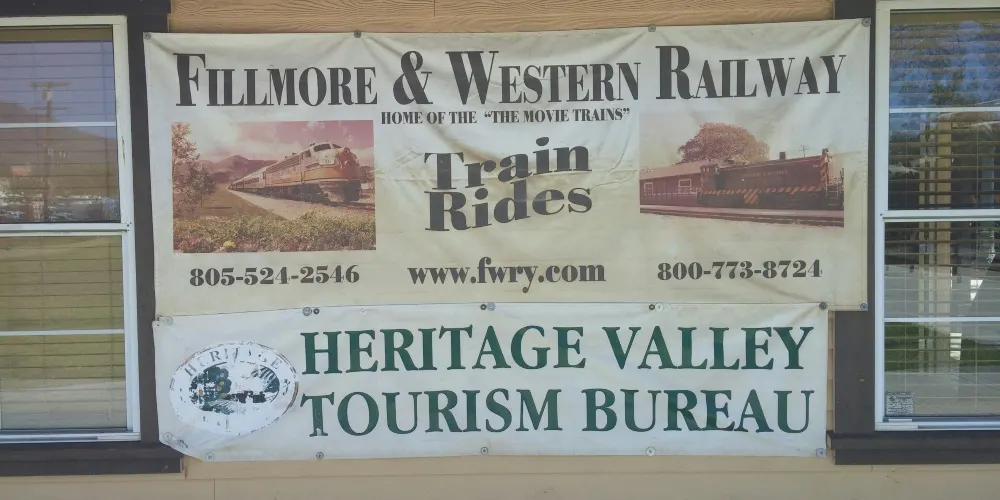 FILLMORE & WESTERN RAILWAY
HOME OF THE "THE MOVIE TRAINS"
Train
Rides
805-524-2546 www.fwry.com 800-773-8724
HERITAGE VALLEY
TOURISM BUREAU
HERITAGE